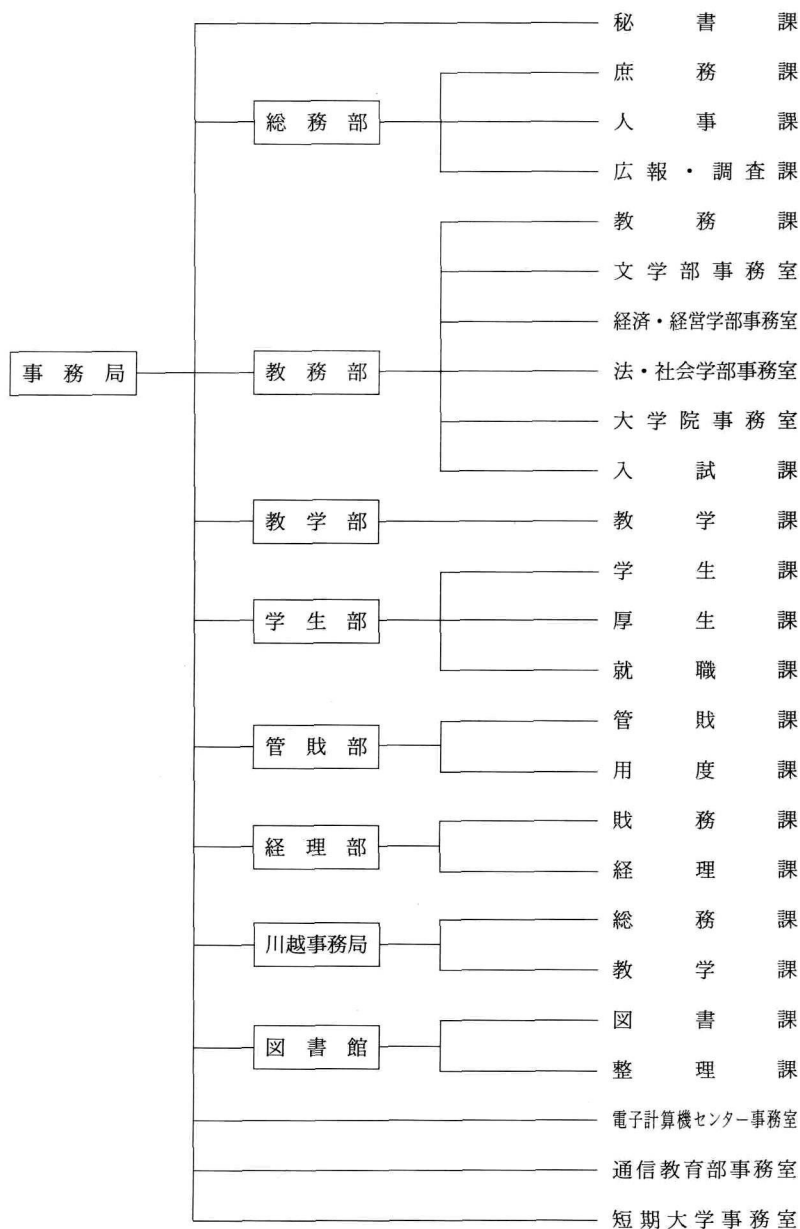 秘書課
庶務課
総務部
人事課
広報・調査課
教務課
文学部事務室
経済・経営学部事務室
事務局
教務部
法・社会学部事務室
大学院事務室
入試課
教学部
教学課
学生課
学生部
厚生課
就職課
管財課
管財部
用度課
財務課
経理部
経理課
総務課
川越事務局
教学課
図書課
図書館
整理課
電子計算機センター事務室
通信教育部事務室
短期大学事務室